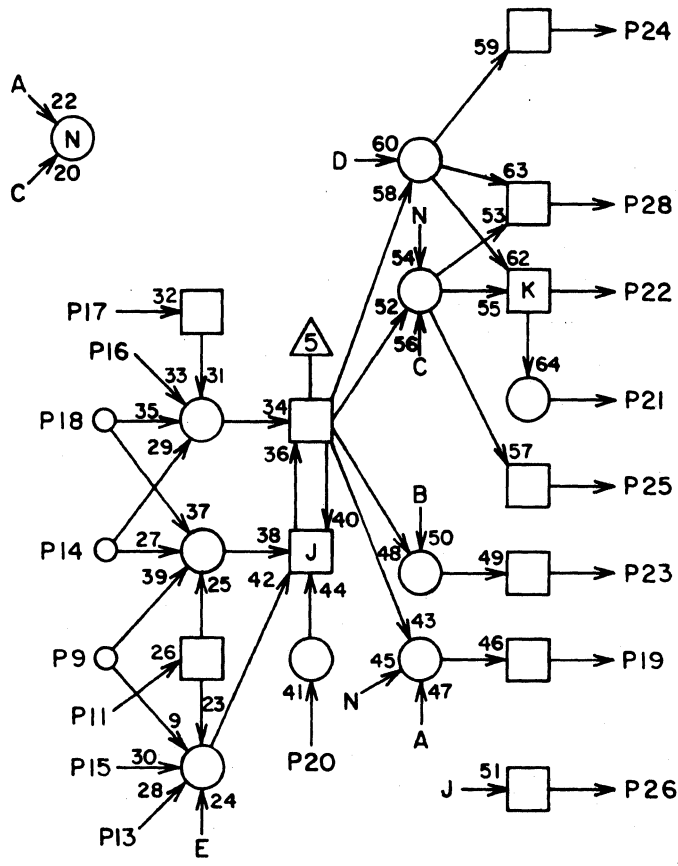 59 P24
A 22
N
20
C
D 60
58
63
53 P28
N
54
62
52 55 K P22
56
C
64
P21
P17 32
P16
33 31
5
P18 35
29
34
36
57 P25
B
50
37
P14 27
38 J
40
48
49 P23
39 25 42 44
43
P9 26
41
45 46 P19
N 47
A
P11 23
9
P15 30
28 24
P20
P13 E
J 51 P26